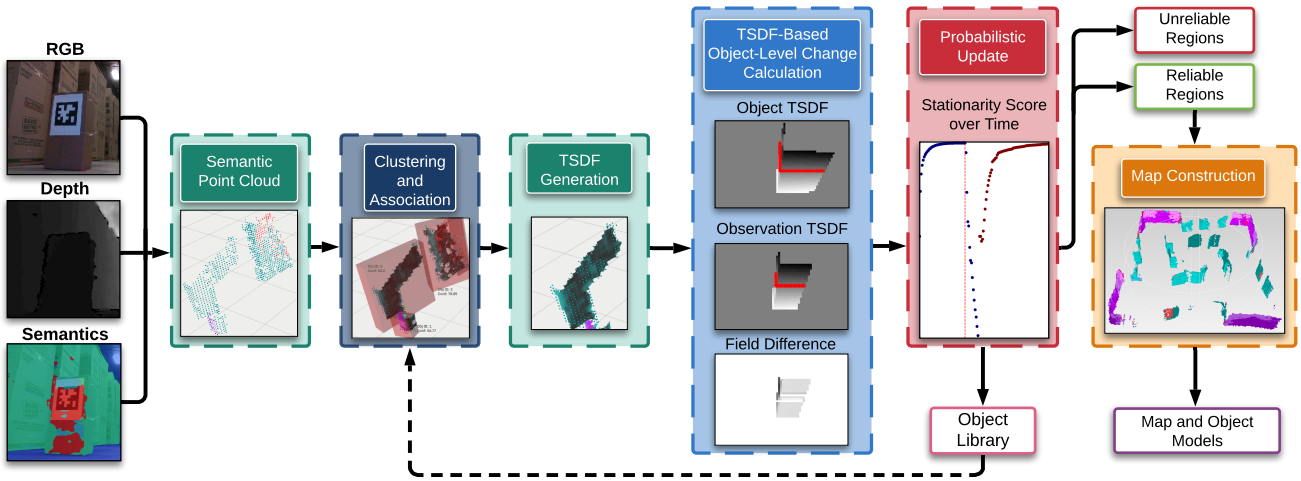 RGB
Depth
Semantics
Semantic
Point Cloud
Clustering
and
Association
TSDF
Generation
TSDF-Based
Object-Level Change
Calculation
Object TSDF
Observation TSDF
Field Difference
Probabilistic
Update
Stationarity Score
over Time
Object
Library
Unreliable
Regions
Reliable
Regions
Map Construction
Map and Object
Models